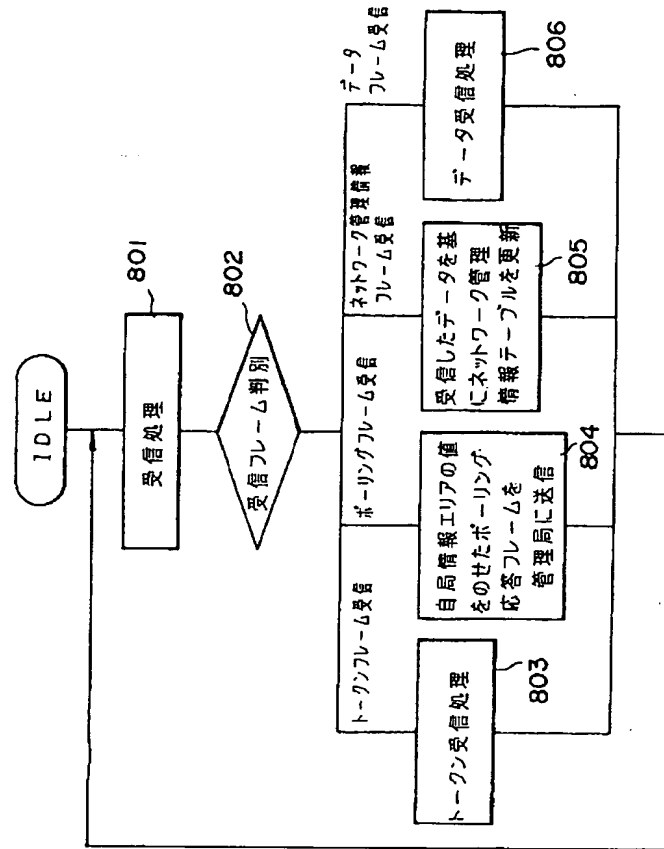 IDLE
801
受信処理
802
受信フレーム判別
トークンフレーム受信
ポーリングフレーム受信
ネットワーク管理情報
フレーム受信
データ
フレーム受信
トークン受信処理
803
自局情報エリアの値
をのせたポーリング
応答フレームを
管理局に送信
804
受信したデータを基
にネットワーク管理
情報テーブルを更新
805
データ受信処理
806